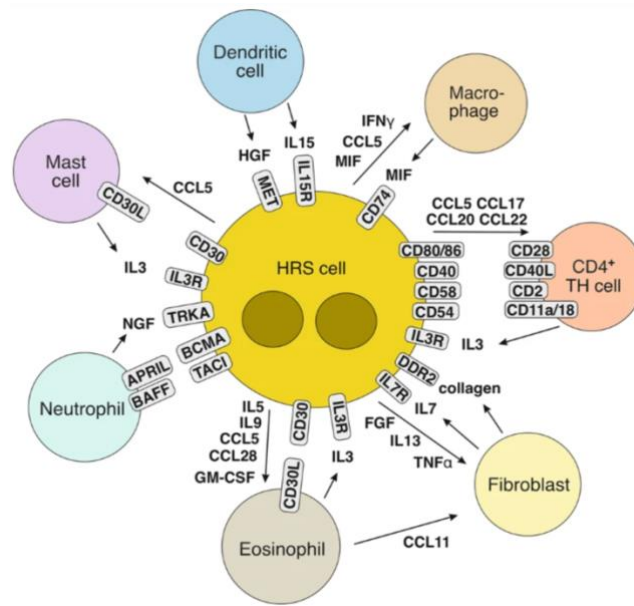 Dendritic
cell
Macro-
phage
IFNγ
CCL5
MIF
IL15
HGF
MIF
Mast
cell
CD30L
CCL5
MET
IL15R
CD74
CCL5 CCL17
CCL20 CCL22
CD30
IL3
IL3R
HRS cell
CD80/86
CD40
CD58
CD54
CD28
CD40L
CD2
CD11a/18
CD4+
TH cell
TRKA
NGF
BCMA
TACI
APRIL
BAFF
Neutrophil
IL3R
IL3
DDR2
IL7R
collagen
IL7
IL5
IL9
CCL5
CCL28
GM-CSF
CD30
IL3R
IL3
FGF
IL13
TNFα
CD30L
Fibroblast
Eosinophil
CCL11